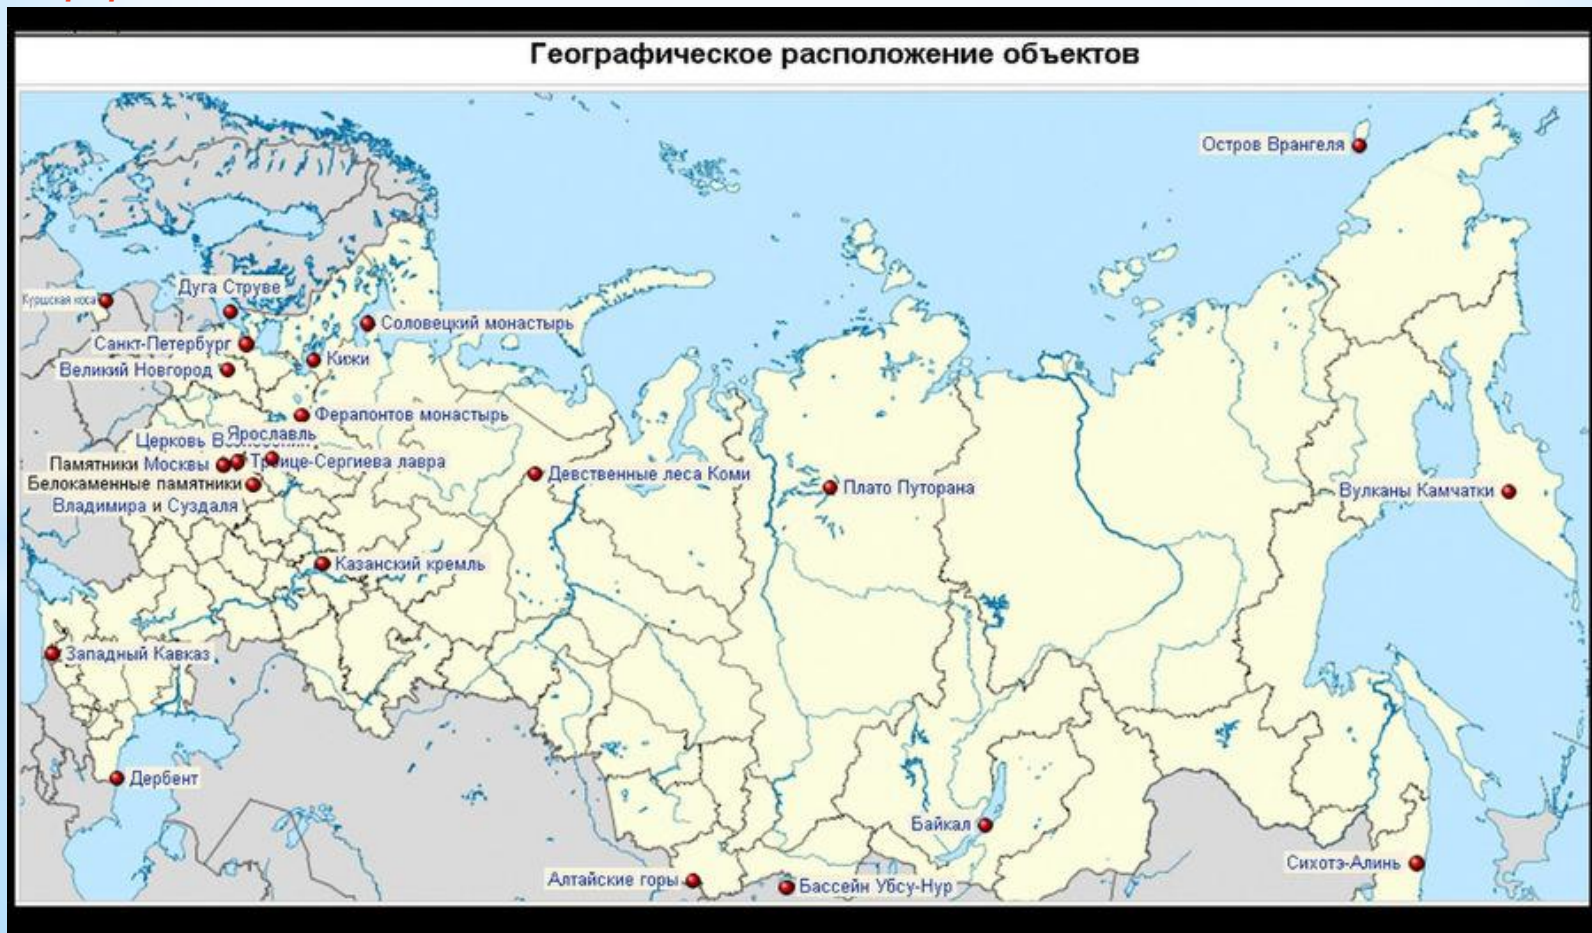 Географическое расположение объектов
Остров Врангеля
Куршская коса
Дуга Струве
Соловецкий монастырь
Санкт-Петербург
Кижи
Великий Новгород
Ферапонтов монастырь
Ярославль
Церковь
Памятники Москвы
Троице-Сергиева лавра
Девственные леса Коми
Белокаменные памятники
Владимира и Суздаля
Плато Путорана
Вулканы Камчатки
Казанский кремль
Западный Кавказ
Дербент
Байкал
Сихотэ-Алинь
Алтайские горы
Бассейн Убсу-Нур